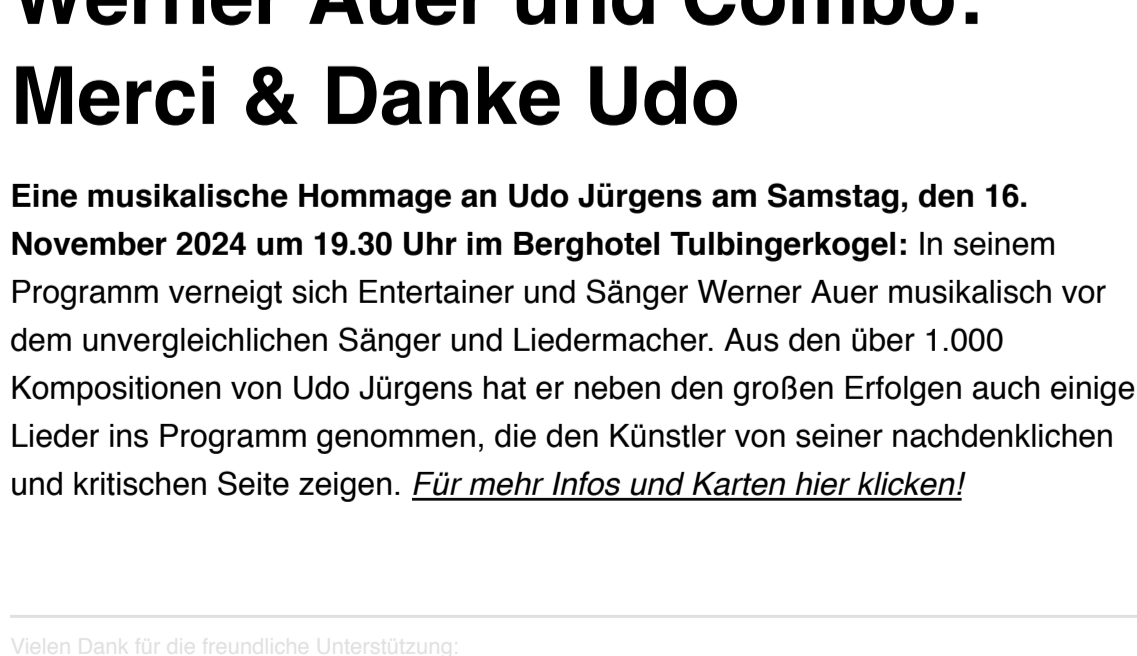 Werner Auer und Combo:
Merci & Danke Udo
Eine musikalische Hommage an Udo Jürgens am Samstag, den 16.
November 2024 um 19.30 Uhr im Berghotel Tulbingerkogel: In seinem
Programm verneigt sich Entertainer und Sänger Werner Auer musikalisch vor
dem unvergleichlichen Sänger und Liedermacher. Aus den über 1.000
Kompositionen von Udo Jürgens hat er neben den großen Erfolgen auch einige
Lieder ins Programm genommen, die den Künstler von seiner nachdenklichen
und kritischen Seite zeigen. Für mehr Infos und Karten hier klicken!
Vielen Dank für die freundliche Unterstützung: